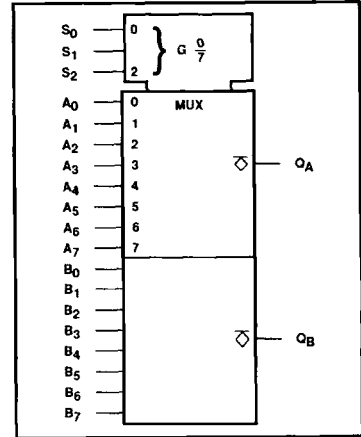 S0 0
S1 } G 0/7
S2 2
MUX
A0 0
A1 1
A2 2
A3 3 QA
A4 4
A5 5
A6 6
A7 7
B0
B1
B2
B3 QB
B4
B5
B6
B7